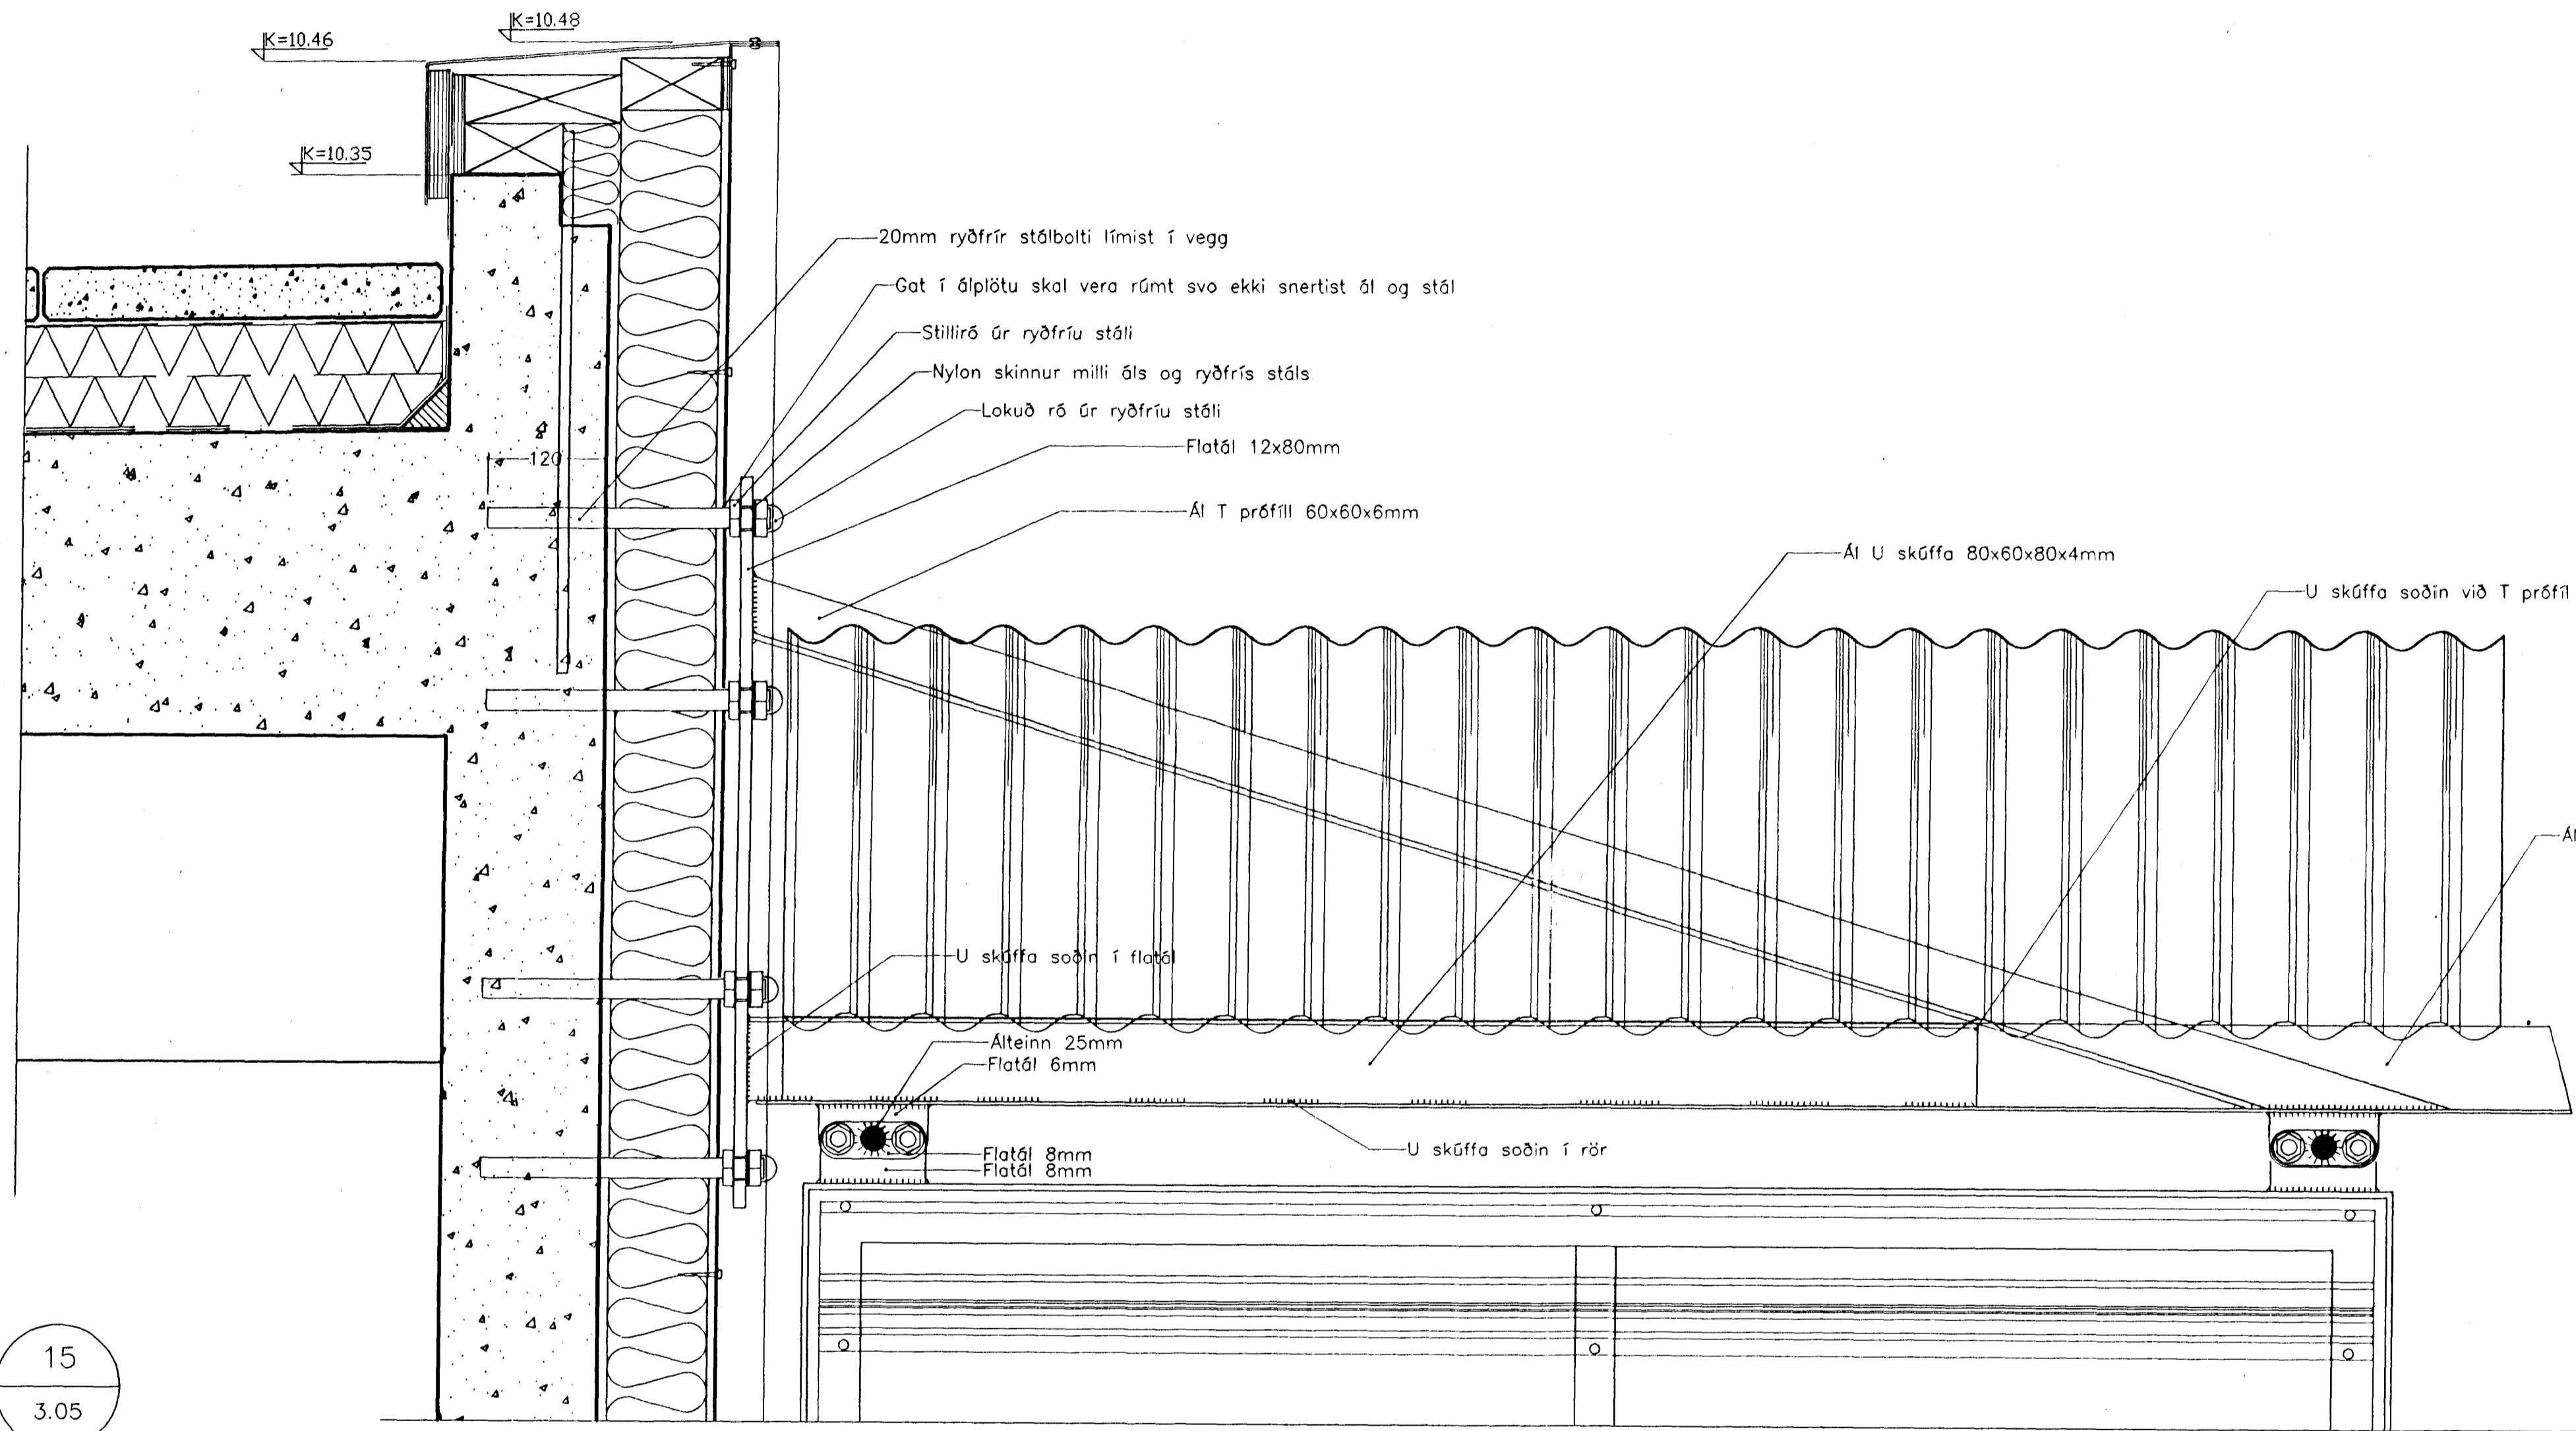 K=10.48
K=10.46
K=10.35
20mm ryðfrír stálbolti límist í vegg
Gat í álplötu skal vera rúmt svo ekki snertist ál og stál
Stilliró úr ryðfríu stáli
Nylon skinnur milli áls og ryðfrís stáls
Lokuð ró úr ryðfríu stáli
Flatál 12x80mm
120
Ál T prófíll 60x60x6mm
Ál U skúffa 80x60x80x4mm
U skúffa soðin við T prófíl
Ál
U skúffa soðin í flatál
Álteinn 25mm
Flatál 6mm
U skúffa soðin í rör
Flatál 8mm
Flatál 8mm
15
3.05